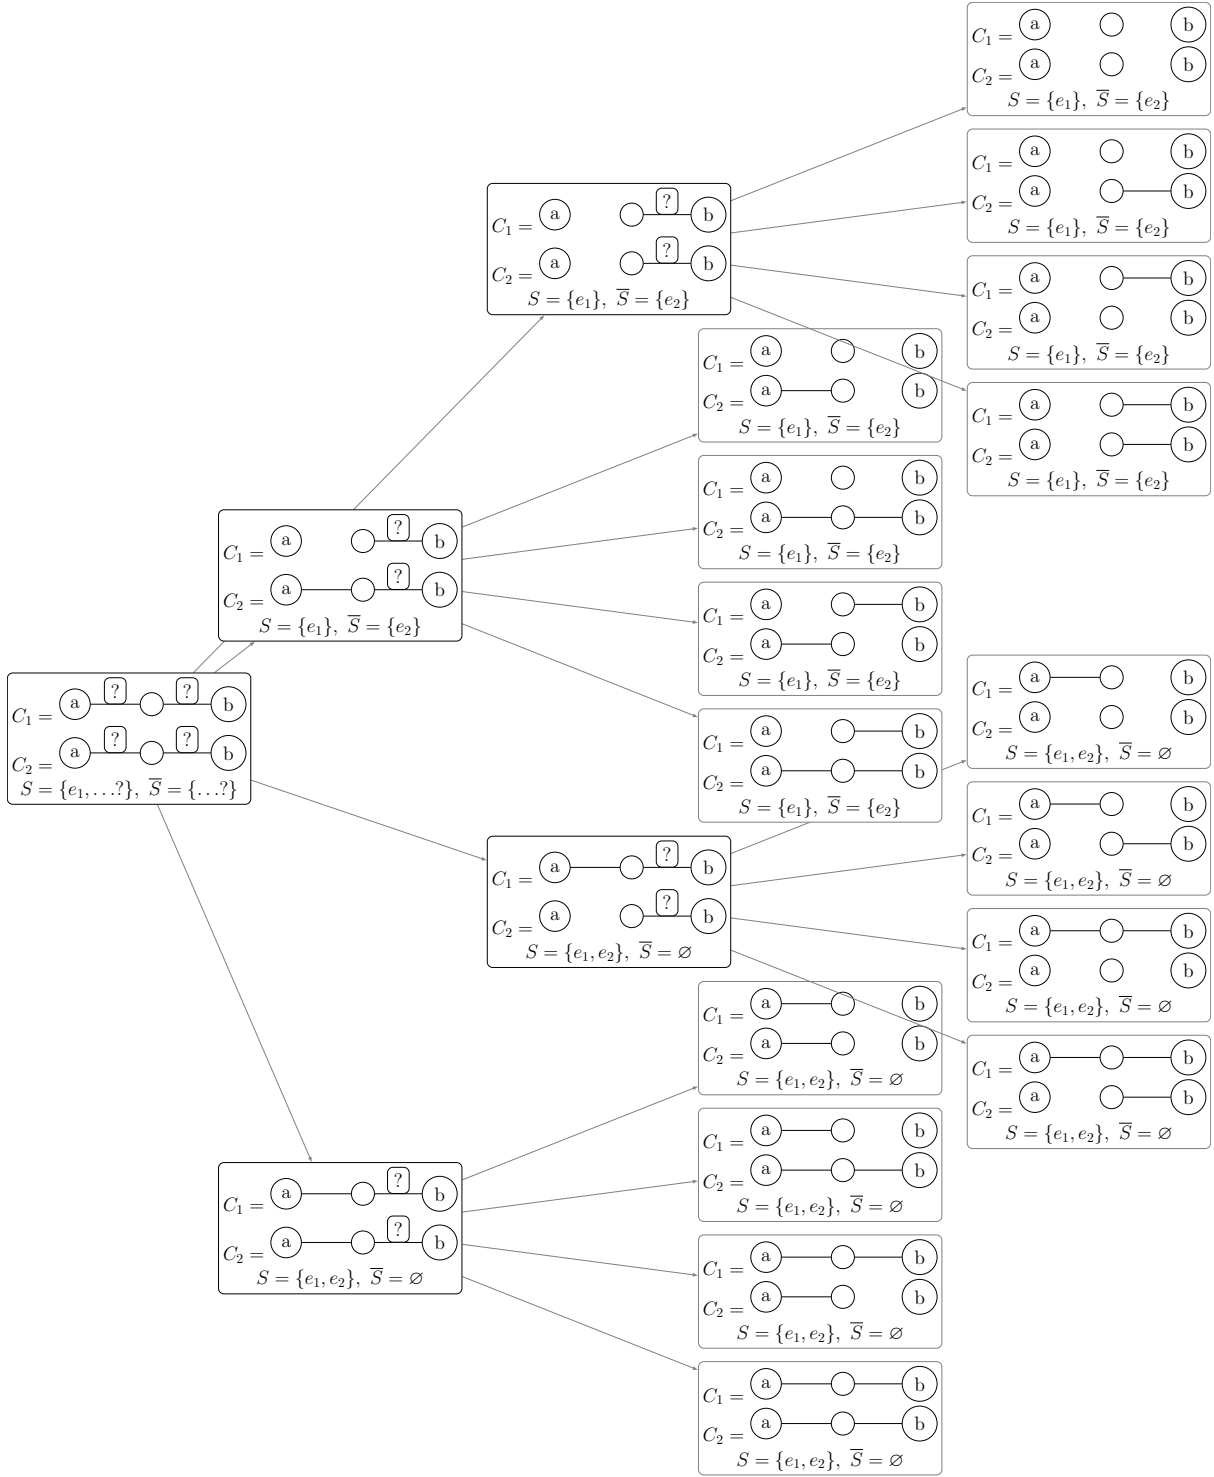 C₁ = a ? ? b
C₂ = a ? ? b
S = {e₁, …?}, S̅ = {…?}
C₁ = a ? b
C₂ = a ? b
S = {e₁}, S̅ = {e₂}
C₁ = a ? b
C₂ = a ? b
S = {e₁, e₂}, S̅ = ∅
C₁ = a ? b
C₂ = a ? b
S = {e₁}, S̅ = {e₂}
C₁ = a ? b
C₂ = a ? b
S = {e₁, e₂}, S̅ = ∅
C₁ = a b
C₂ = a b
S = {e₁}, S̅ = {e₂}
C₁ = a b
C₂ = a b
S = {e₁}, S̅ = {e₂}
C₁ = a b
C₂ = a b
S = {e₁}, S̅ = {e₂}
C₁ = a b
C₂ = a b
S = {e₁}, S̅ = {e₂}
C₁ = a b
C₂ = a b
S = {e₁, e₂}, S̅ = ∅
C₁ = a b
C₂ = a b
S = {e₁, e₂}, S̅ = ∅
C₁ = a b
C₂ = a b
S = {e₁, e₂}, S̅ = ∅
C₁ = a b
C₂ = a b
S = {e₁, e₂}, S̅ = ∅
C₁ = a b
C₂ = a b
S = {e₁}, S̅ = {e₂}
C₁ = a b
C₂ = a b
S = {e₁}, S̅ = {e₂}
C₁ = a b
C₂ = a b
S = {e₁}, S̅ = {e₂}
C₁ = a b
C₂ = a b
S = {e₁}, S̅ = {e₂}
C₁ = a b
C₂ = a b
S = {e₁, e₂}, S̅ = ∅
C₁ = a b
C₂ = a b
S = {e₁, e₂}, S̅ = ∅
C₁ = a b
C₂ = a b
S = {e₁, e₂}, S̅ = ∅
C₁ = a b
C₂ = a b
S = {e₁, e₂}, S̅ = ∅